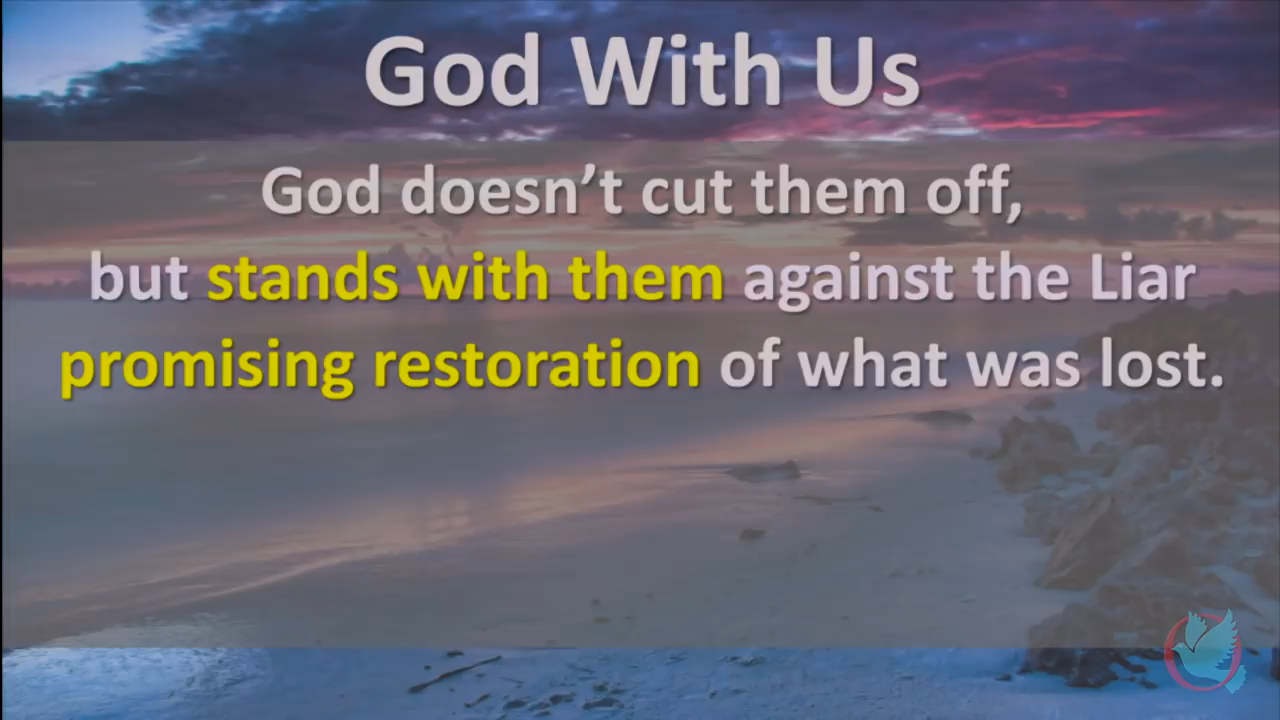 God With Us
God doesn’t cut them off,
but stands with them against the Liar
promising restoration of what was lost.